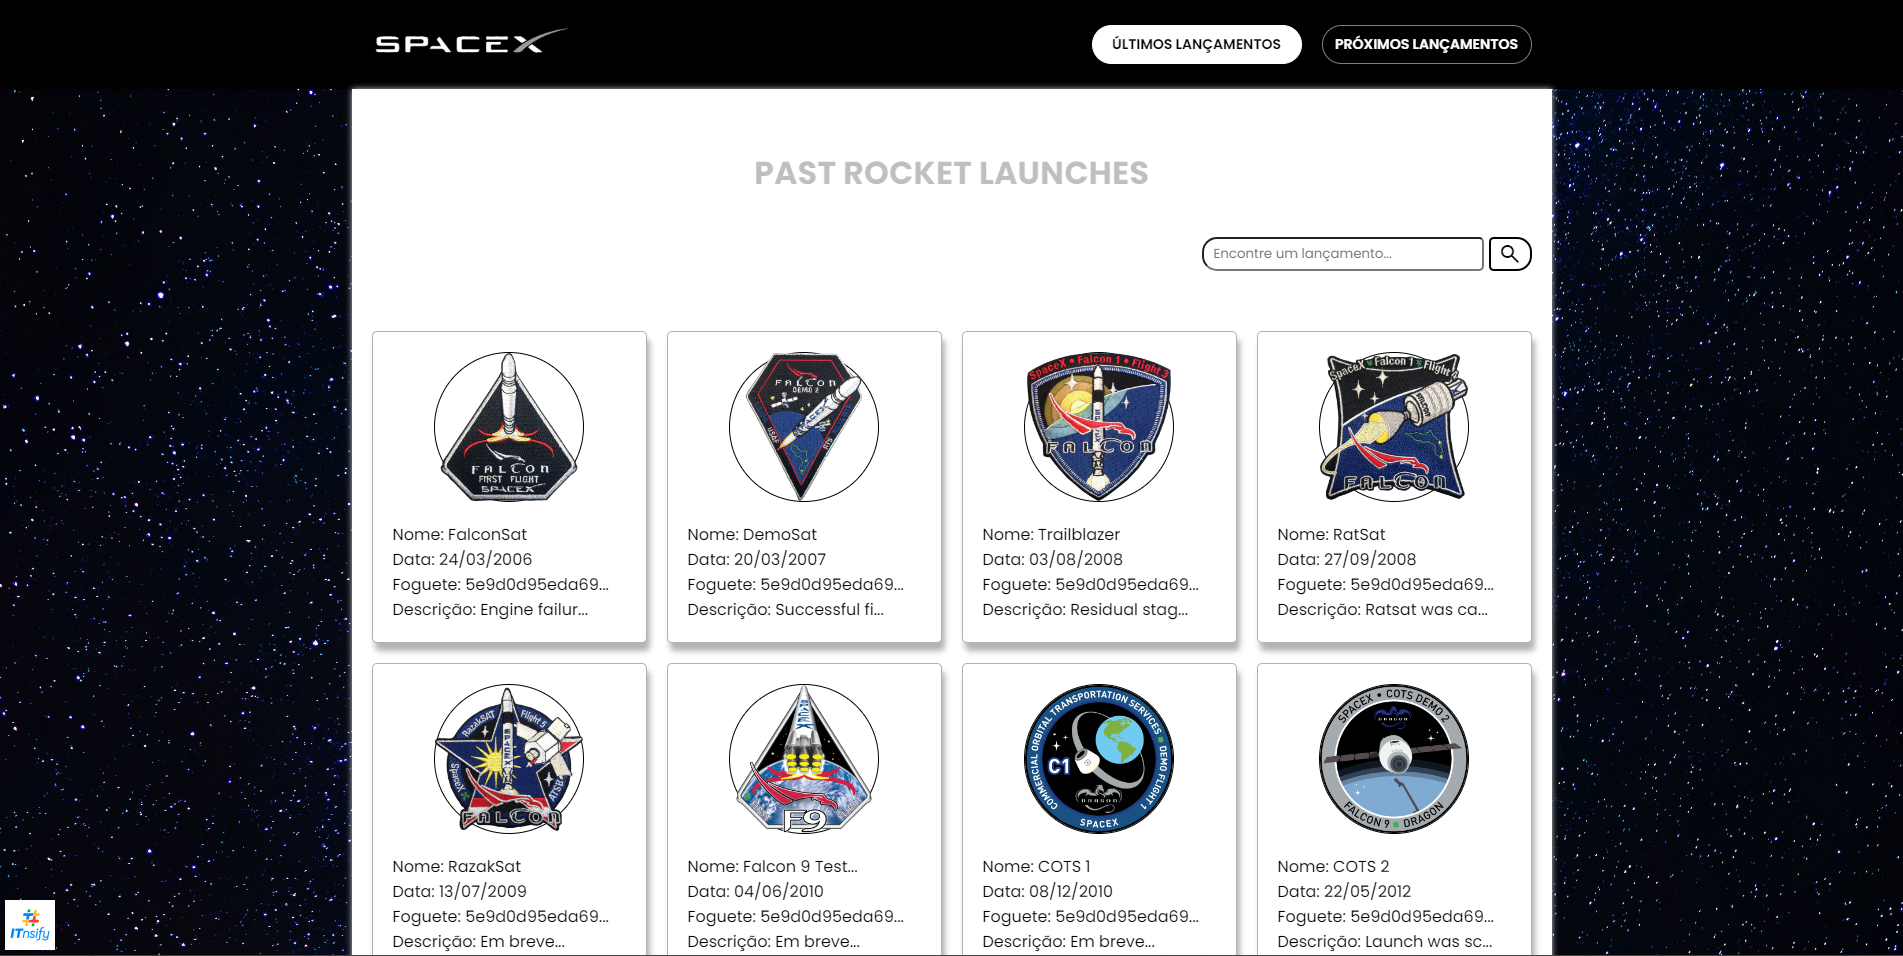 SPACEX
ÚLTIMOS LANÇAMENTOS
PRÓXIMOS LANÇAMENTOS
PAST ROCKET LAUNCHES
Encontre um lançamento...
FALCON
FIRST FLIGHT
SPACEX
Nome: FalconSat
Data: 24/03/2006
Foguete: 5e9d0d95eda69...
Descrição: Engine failur...
FALCON
DEMO 2
USAF
Nome: DemoSat
Data: 20/03/2007
Foguete: 5e9d0d95eda69...
Descrição: Successful fi...
SpaceX • Falcon 1 • Flight 3
FALCON
Nome: Trailblazer
Data: 03/08/2008
Foguete: 5e9d0d95eda69...
Descrição: Residual stag...
SpaceX Falcon 1 Flight 4
FALCON
Nome: RatSat
Data: 27/09/2008
Foguete: 5e9d0d95eda69...
Descrição: Ratsat was ca...
RazakSAT
Flight 5
SpaceX
ATSB
FALCON
Nome: RazakSat
Data: 13/07/2009
Foguete: 5e9d0d95eda69...
Descrição: Em breve...
F9
Nome: Falcon 9 Test...
Data: 04/06/2010
Foguete: 5e9d0d95eda69...
Descrição: Em breve...
COMMERCIAL ORBITAL TRANSPORTATION SERVICES • DEMO FLIGHT 1
C1
DRAGON
SPACEX
Nome: COTS 1
Data: 08/12/2010
Foguete: 5e9d0d95eda69...
Descrição: Em breve...
SPACEX • COTS DEMO 2
DRAGON
FALCON 9 • DRAGON
Nome: COTS 2
Data: 22/05/2012
Foguete: 5e9d0d95eda69...
Descrição: Launch was sc...
ITnsify